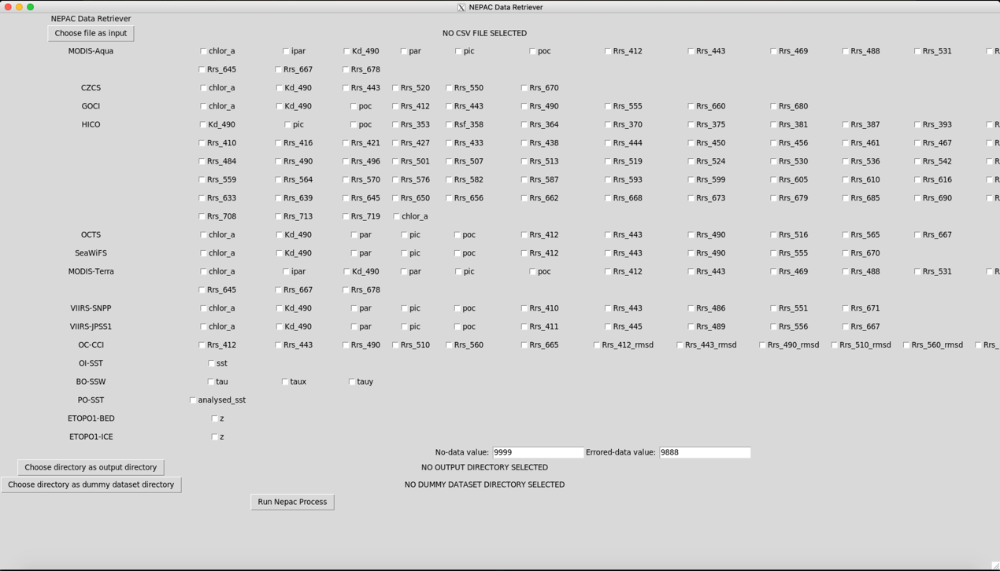 NEPAC Data Retriever
NEPAC Data Retriever
Choose file as input NO CSV FILE SELECTED
MODIS-Aqua chlor_a ipar Kd_490 par pic poc Rrs_412 Rrs_443 Rrs_469 Rrs_488 Rrs_531 R
Rrs_645 Rrs_667 Rrs_678
CZCS chlor_a Kd_490 Rrs_443 Rrs_520 Rrs_550 Rrs_670
GOCI chlor_a Kd_490 poc Rrs_412 Rrs_443 Rrs_490 Rrs_555 Rrs_660 Rrs_680
HICO Kd_490 pic poc Rrs_353 Rsf_358 Rrs_364 Rrs_370 Rrs_375 Rrs_381 Rrs_387 Rrs_393 R
Rrs_410 Rrs_416 Rrs_421 Rrs_427 Rrs_433 Rrs_438 Rrs_444 Rrs_450 Rrs_456 Rrs_461 Rrs_467 R
Rrs_484 Rrs_490 Rrs_496 Rrs_501 Rrs_507 Rrs_513 Rrs_519 Rrs_524 Rrs_530 Rrs_536 Rrs_542 R
Rrs_559 Rrs_564 Rrs_570 Rrs_576 Rrs_582 Rrs_587 Rrs_593 Rrs_599 Rrs_605 Rrs_610 Rrs_616 R
Rrs_633 Rrs_639 Rrs_645 Rrs_650 Rrs_656 Rrs_662 Rrs_668 Rrs_673 Rrs_679 Rrs_685 Rrs_690 R
Rrs_708 Rrs_713 Rrs_719 chlor_a
OCTS chlor_a Kd_490 par pic poc Rrs_412 Rrs_443 Rrs_490 Rrs_516 Rrs_565 Rrs_667
SeaWiFS chlor_a Kd_490 par pic poc Rrs_412 Rrs_443 Rrs_490 Rrs_555 Rrs_670
MODIS-Terra chlor_a ipar Kd_490 par pic poc Rrs_412 Rrs_443 Rrs_469 Rrs_488 Rrs_531 R
Rrs_645 Rrs_667 Rrs_678
VIIRS-SNPP chlor_a Kd_490 par pic poc Rrs_410 Rrs_443 Rrs_486 Rrs_551 Rrs_671
VIIRS-JPSS1 chlor_a Kd_490 par pic poc Rrs_411 Rrs_445 Rrs_489 Rrs_556 Rrs_667
OC-CCI Rrs_412 Rrs_443 Rrs_490 Rrs_510 Rrs_560 Rrs_665 Rrs_412_rmsd Rrs_443_rmsd Rrs_490_rmsd Rrs_510_rmsd Rrs_560_rmsd Rrs_
OI-SST sst
BO-SSW tau taux tauy
PO-SST analysed_sst
ETOPO1-BED z
ETOPO1-ICE z
No-data value: 9999 Errored-data value: 9888
Choose directory as output directory NO OUTPUT DIRECTORY SELECTED
Choose directory as dummy dataset directory NO DUMMY DATASET DIRECTORY SELECTED
Run Nepac Process